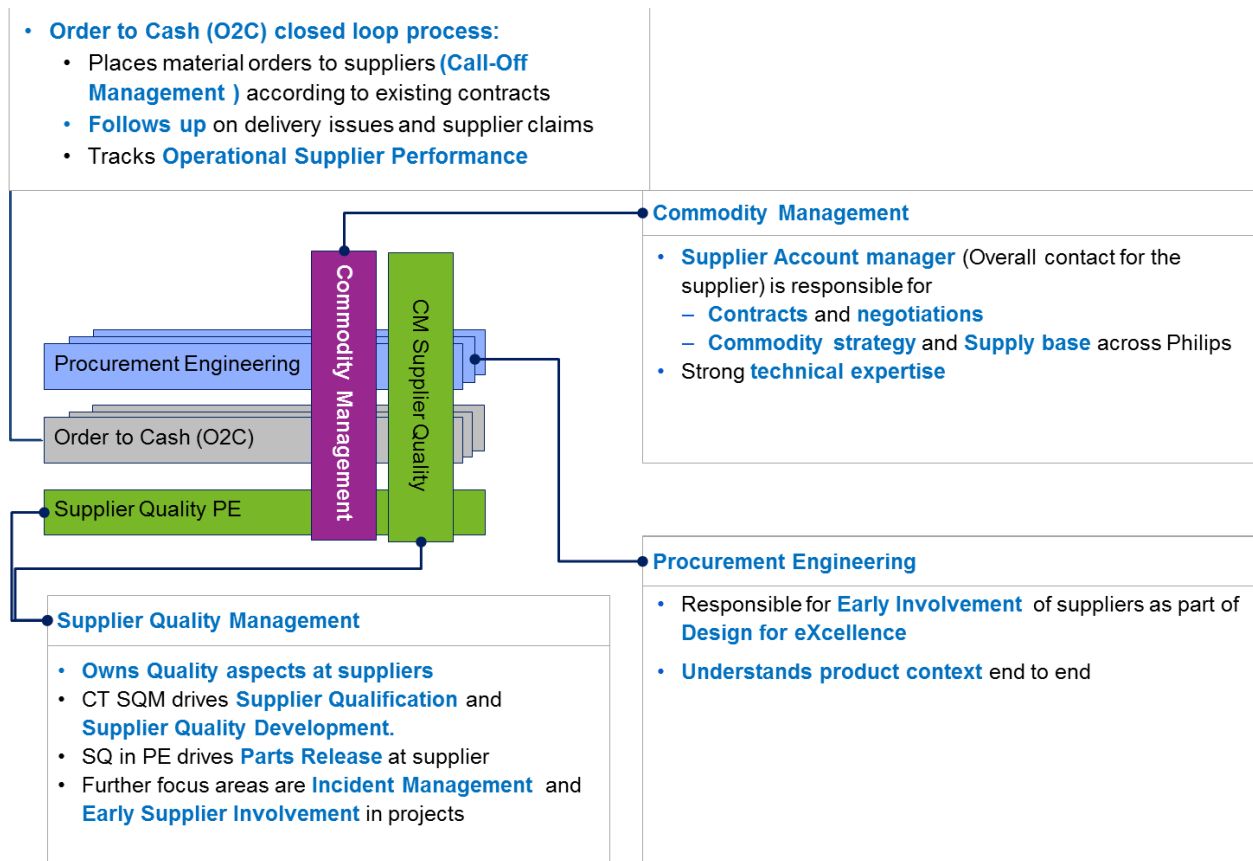 • Order to Cash (O2C) closed loop process:
• Places material orders to suppliers (Call-Off
Management ) according to existing contracts
• Follows up on delivery issues and supplier claims
• Tracks Operational Supplier Performance
Commodity Management
• Supplier Account manager (Overall contact for the
supplier) is responsible for
– Contracts and negotiations
– Commodity strategy and Supply base across Philips
• Strong technical expertise
Procurement Engineering
Order to Cash (O2C)
Supplier Quality PE
Commodity Management
CM Supplier Quality
Procurement Engineering
• Responsible for Early Involvement of suppliers as part of
Design for eXcellence
• Understands product context end to end
Supplier Quality Management
• Owns Quality aspects at suppliers
• CT SQM drives Supplier Qualification and
Supplier Quality Development.
• SQ in PE drives Parts Release at supplier
• Further focus areas are Incident Management and
Early Supplier Involvement in projects